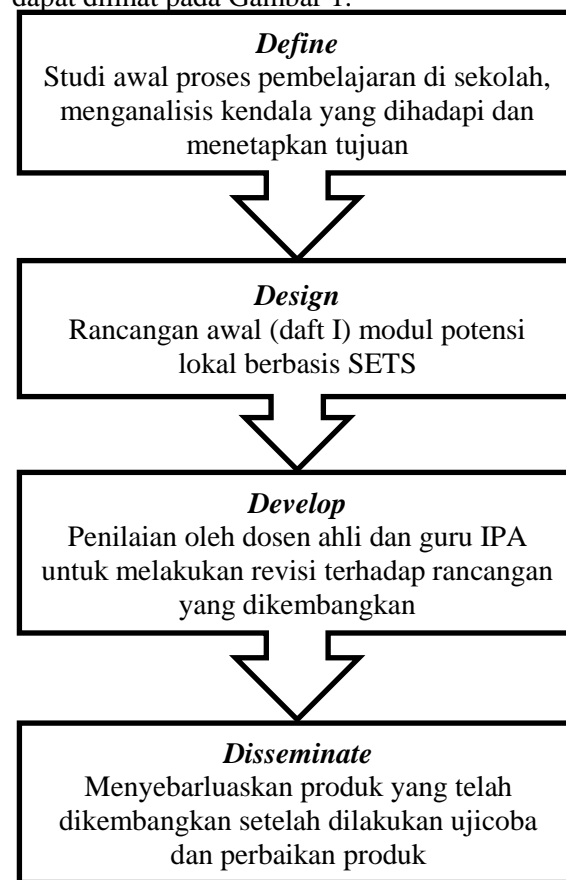 dapat dilihat pada Gambar 1.
Define
Studi awal proses pembelajaran di sekolah,
menganalisis kendala yang dihadapi dan
menetapkan tujuan
Design
Rancangan awal (daft I) modul potensi
lokal berbasis SETS
Develop
Penilaian oleh dosen ahli dan guru IPA
untuk melakukan revisi terhadap rancangan
yang dikembangkan
Disseminate
Menyebarluaskan produk yang telah
dikembangkan setelah dilakukan ujicoba
dan perbaikan produk